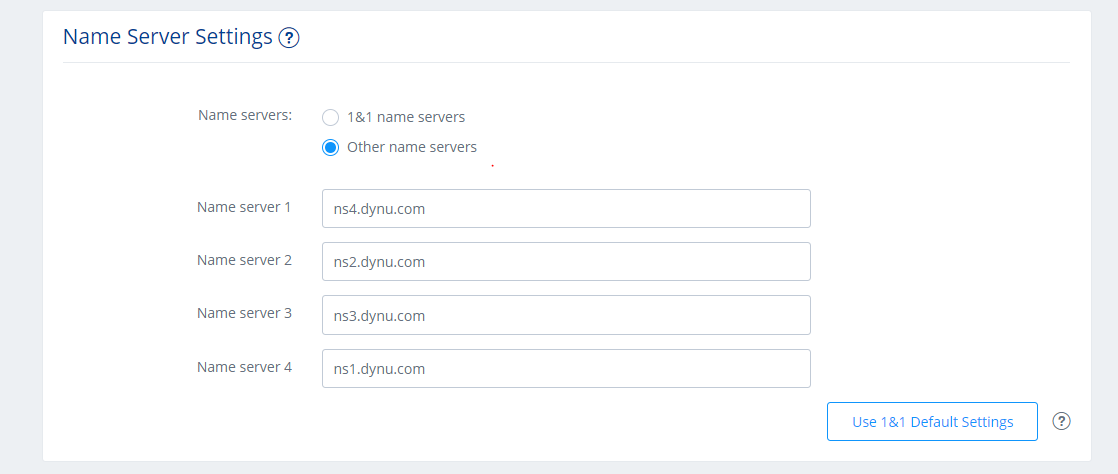 Name Server Settings ?
Name servers:
1&1 name servers
Other name servers
Name server 1
ns4.dynu.com
Name server 2
ns2.dynu.com
Name server 3
ns3.dynu.com
Name server 4
ns1.dynu.com
Use 1&1 Default Settings ?